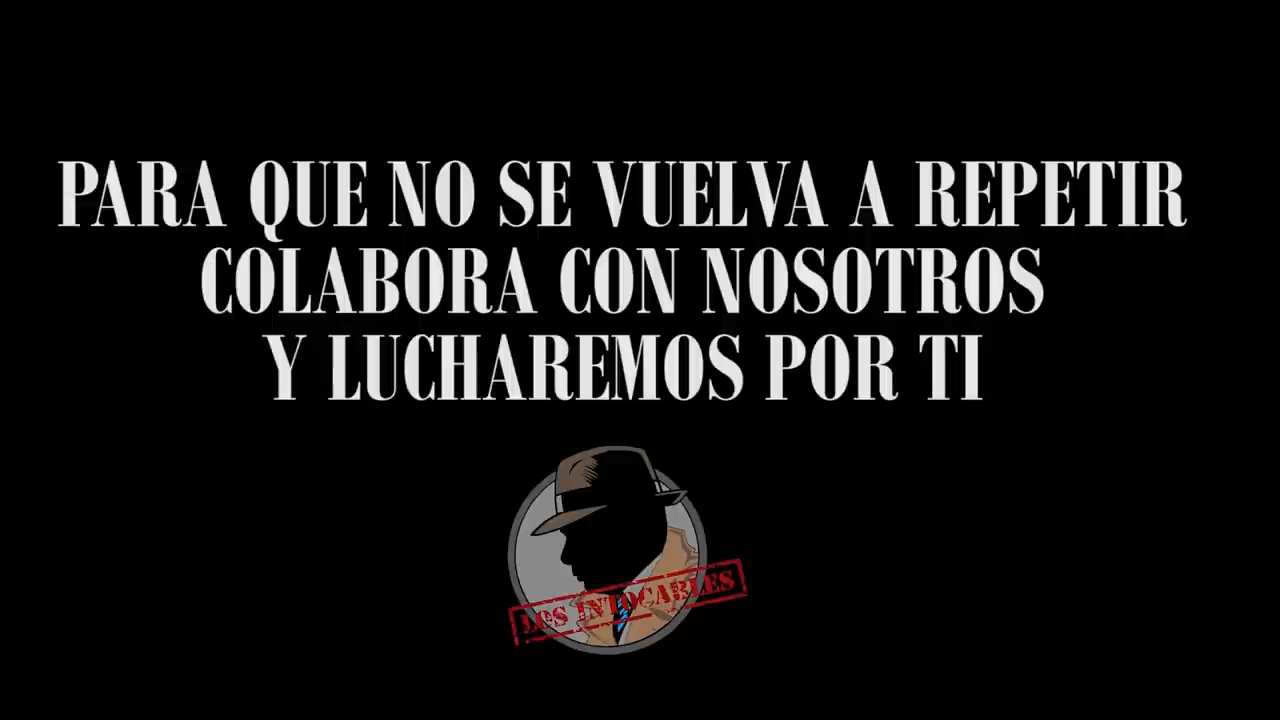 PARA QUE NO SE VUELVA A REPETIR
COLABORA CON NOSOTROS
Y LUCHAREMOS POR TI
LOS INTOCABLES